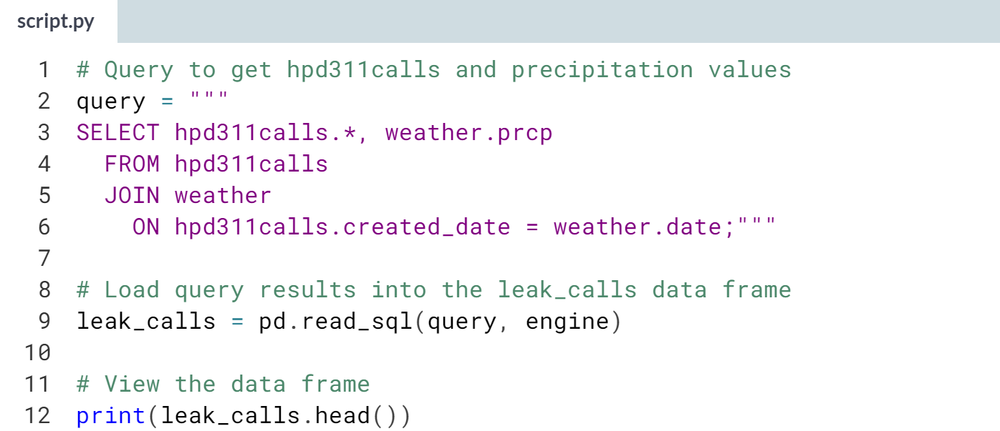 script.py
1 # Query to get hpd311calls and precipitation values
2 query = """
3 SELECT hpd311calls.*, weather.prcp
4   FROM hpd311calls
5   JOIN weather
6     ON hpd311calls.created_date = weather.date;"""
7
8 # Load query results into the leak_calls data frame
9 leak_calls = pd.read_sql(query, engine)
10
11 # View the data frame
12 print(leak_calls.head())